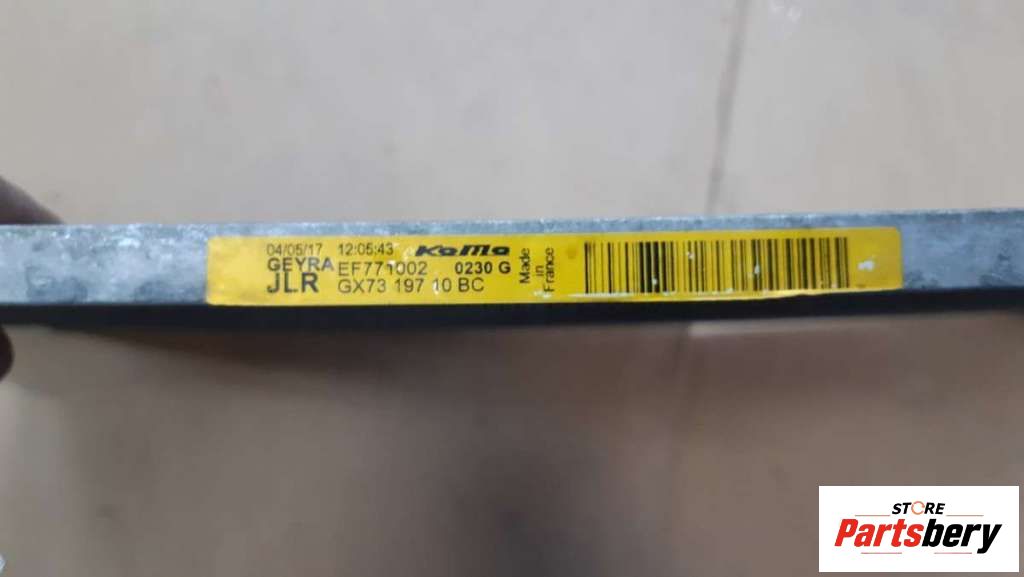 04/05/17 12:05:43 KaMo
GEYRA EF771002 0230 G
JLR GX73 197 10 BC
Made
in
France
STORE
Partsbery